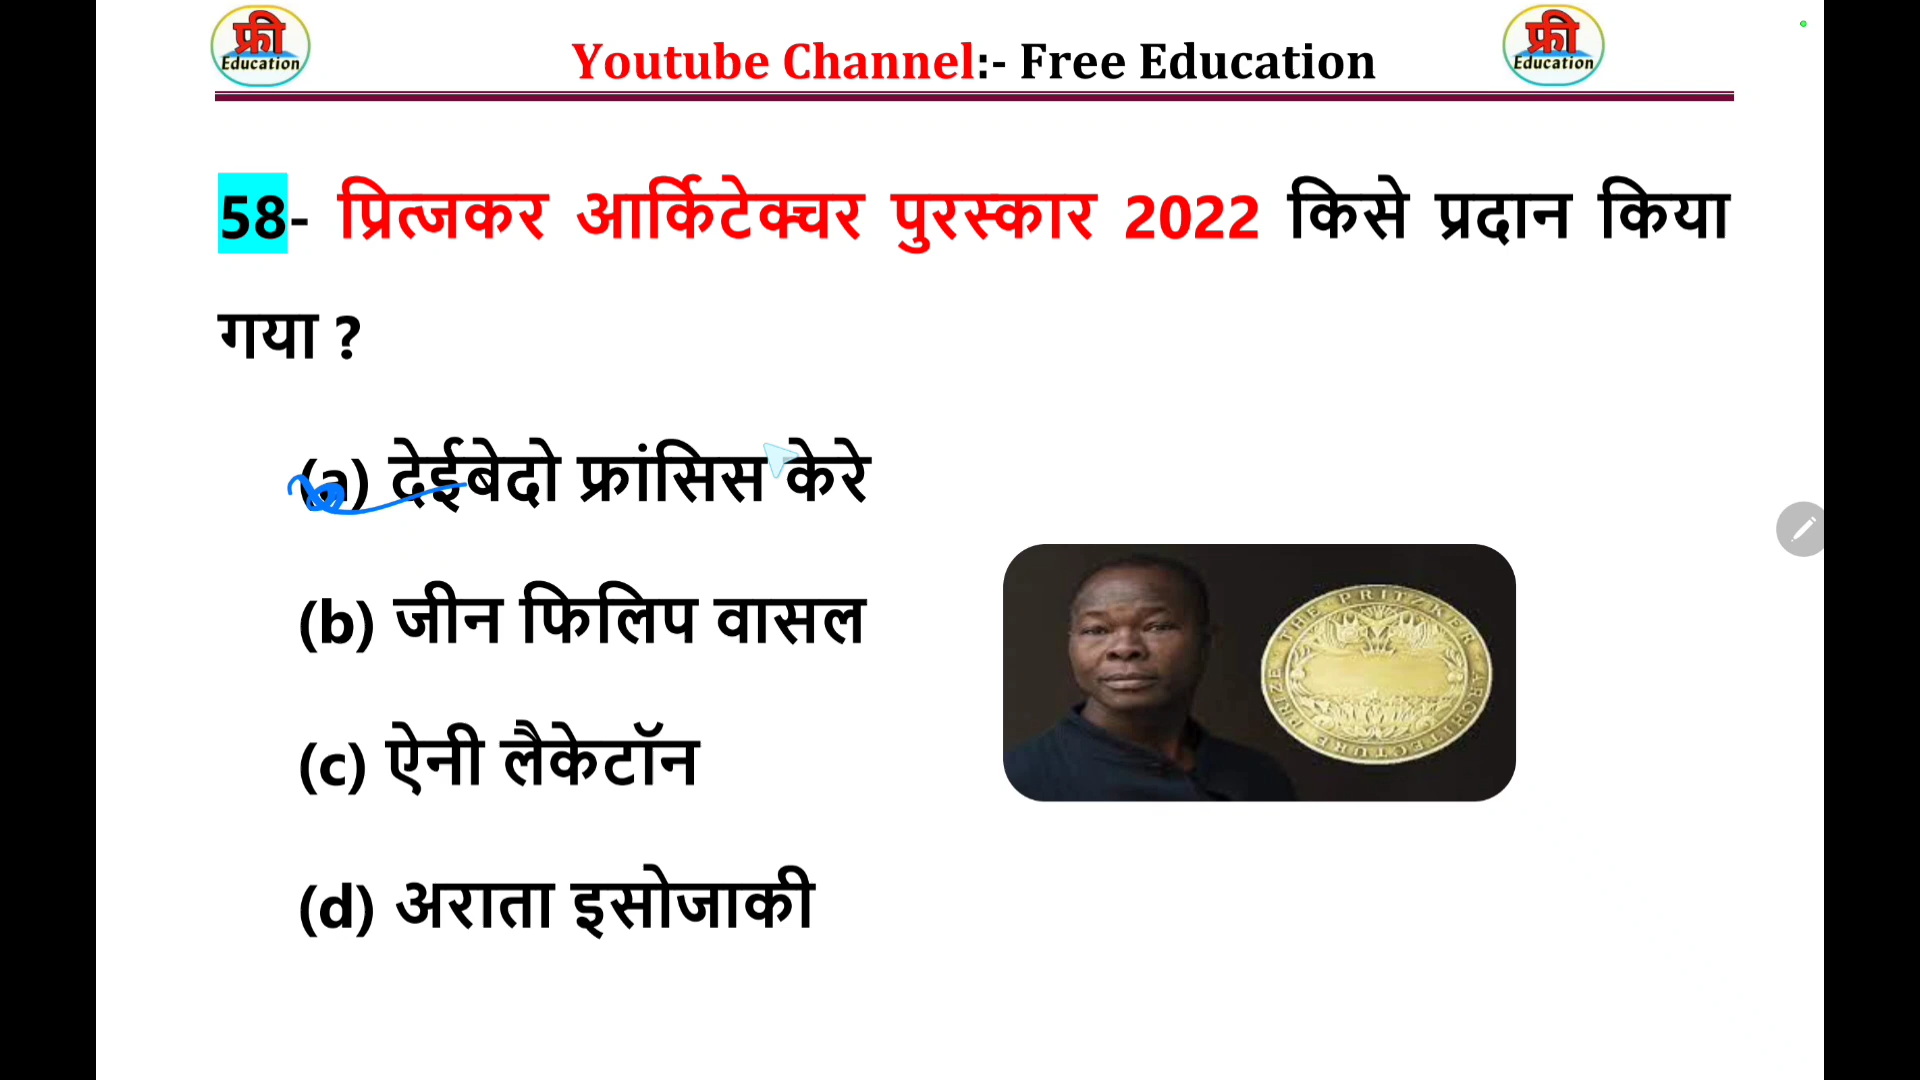 फ्री
Education
Youtube Channel:- Free Education
फ्री
Education
58- प्रित्जकर आर्किटेक्चर पुरस्कार 2022 किसे प्रदान किया
गया ?
(a) देईबेदो फ्रांसिस केरे
(b) जीन फिलिप वासल
(c) ऐनी लैकेटॉन
(d) अराता इसोजाकी
THE PRITZKER ARCHITECTURE PRIZE